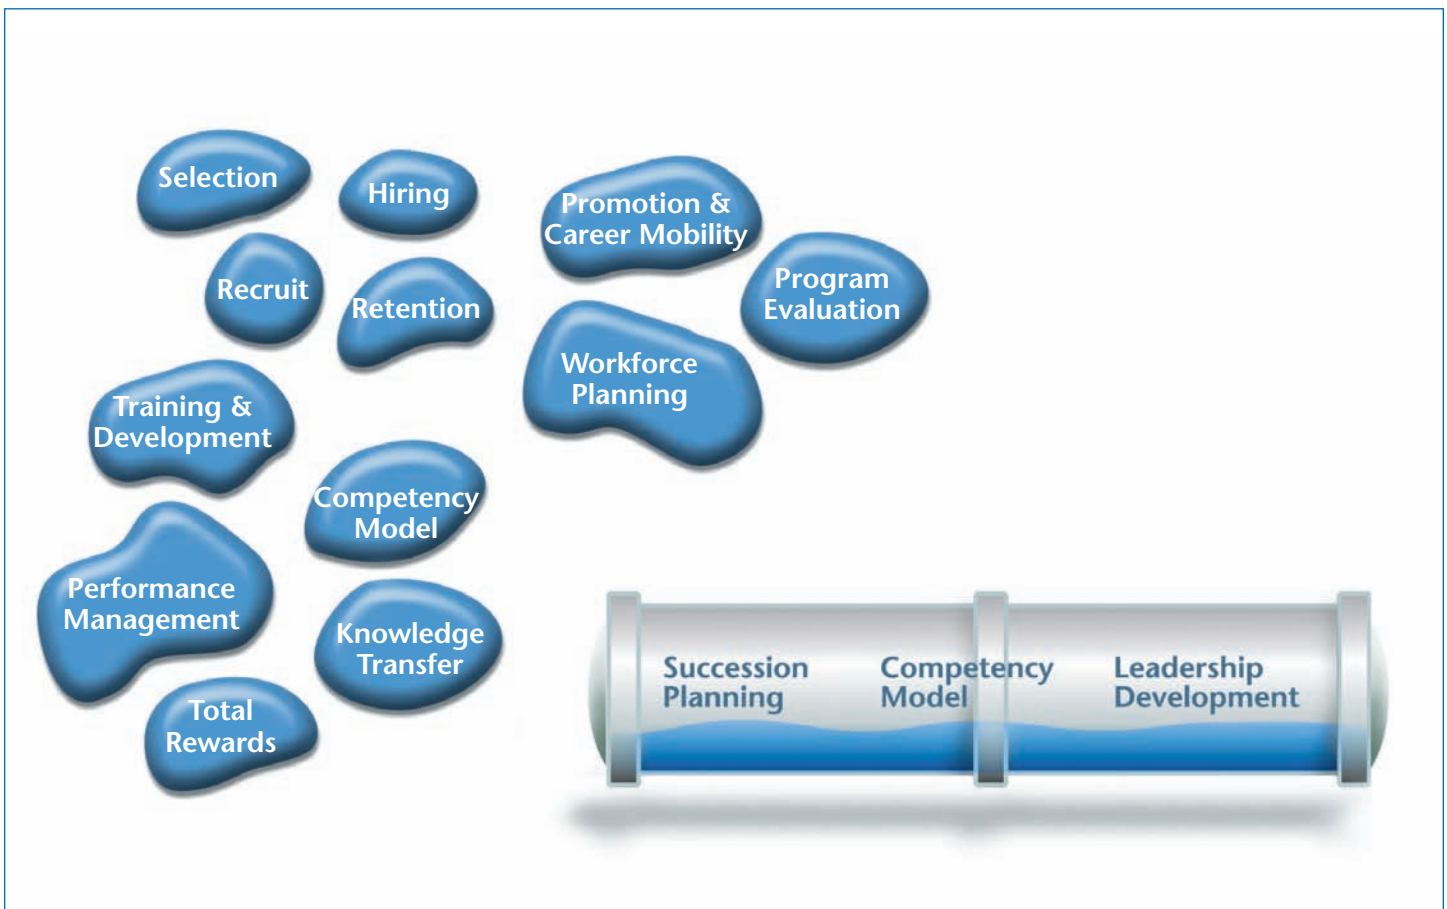 Selection
Hiring
Promotion &
Career Mobility
Recruit
Retention
Program
Evaluation
Workforce
Planning
Training &
Development
Competency
Model
Performance
Management
Knowledge
Transfer
Total
Rewards
Succession
Planning
Competency
Model
Leadership
Development